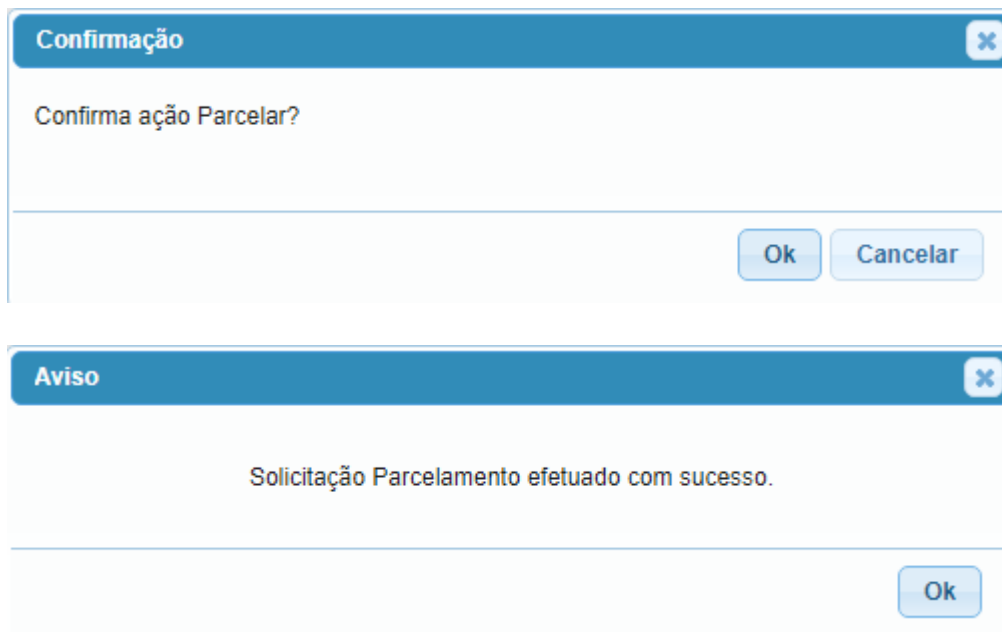 Confirmação
Confirma ação Parcelar?
Ok Cancelar
Aviso
Solicitação Parcelamento efetuado com sucesso.
Ok